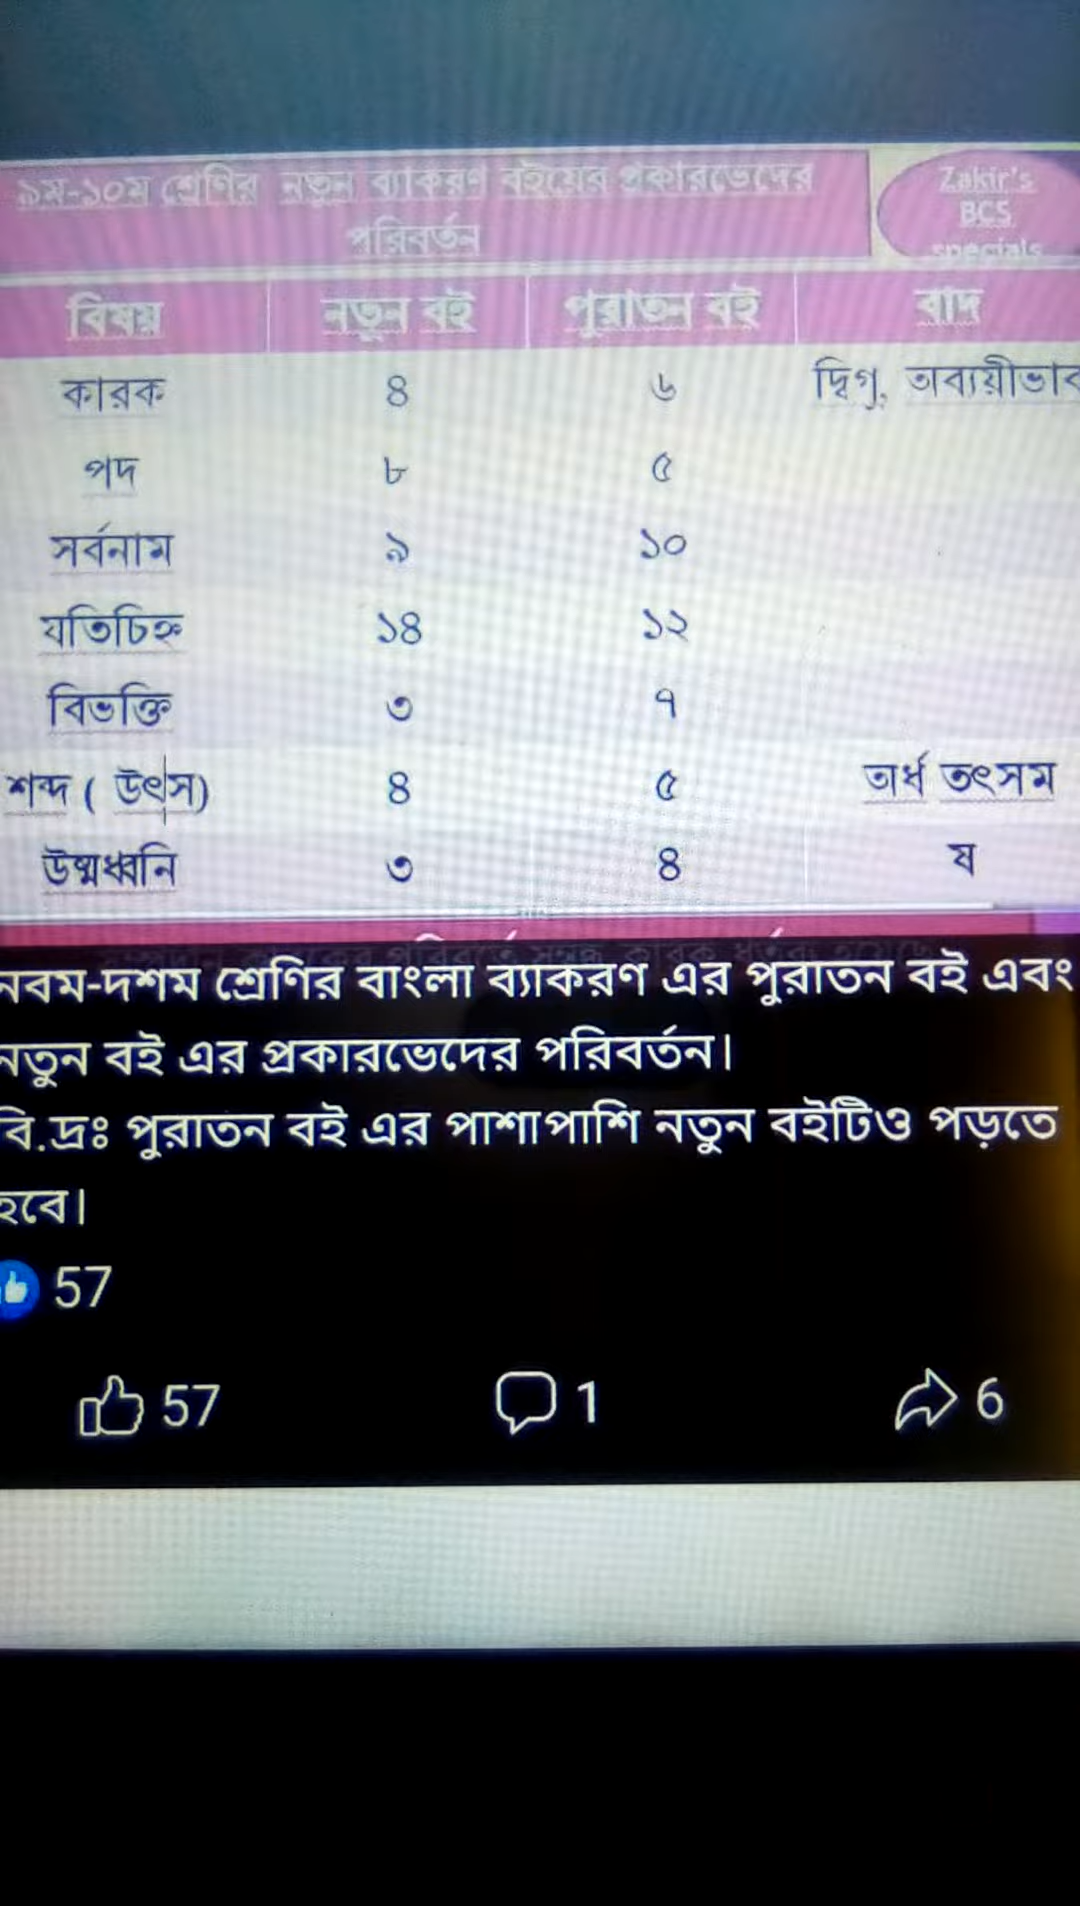 ৯ম-১০ম শ্রেণির নতুন ব্যাকরণ বইয়ের প্রকারভেদের
পরিবর্তন
Zakir's
BCS
specials
বিষয় নতুন বই পুরাতন বই বাদ
কারক ৪ ৬ দ্বিগু, অব্যয়ীভাব
পদ ৮ ৫
সর্বনাম ৯ ১০
যতিচিহ্ন ১৪ ১২
বিভক্তি ৩ ৭
শব্দ ( উৎস) ৪ ৫ অর্ধ তৎসম
উষ্মধ্বনি ৩ ৪ ষ
নবম-দশম শ্রেণির বাংলা ব্যাকরণ এর পুরাতন বই এবং
নতুন বই এর প্রকারভেদের পরিবর্তন।
বি.দ্রঃ পুরাতন বই এর পাশাপাশি নতুন বইটিও পড়তে
হবে।
57
57 1 6